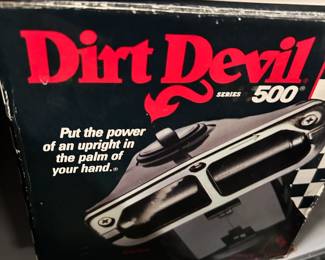 Dirt Devil®
SERIES 500®
Put the power
of an upright in
the palm of
your hand.®